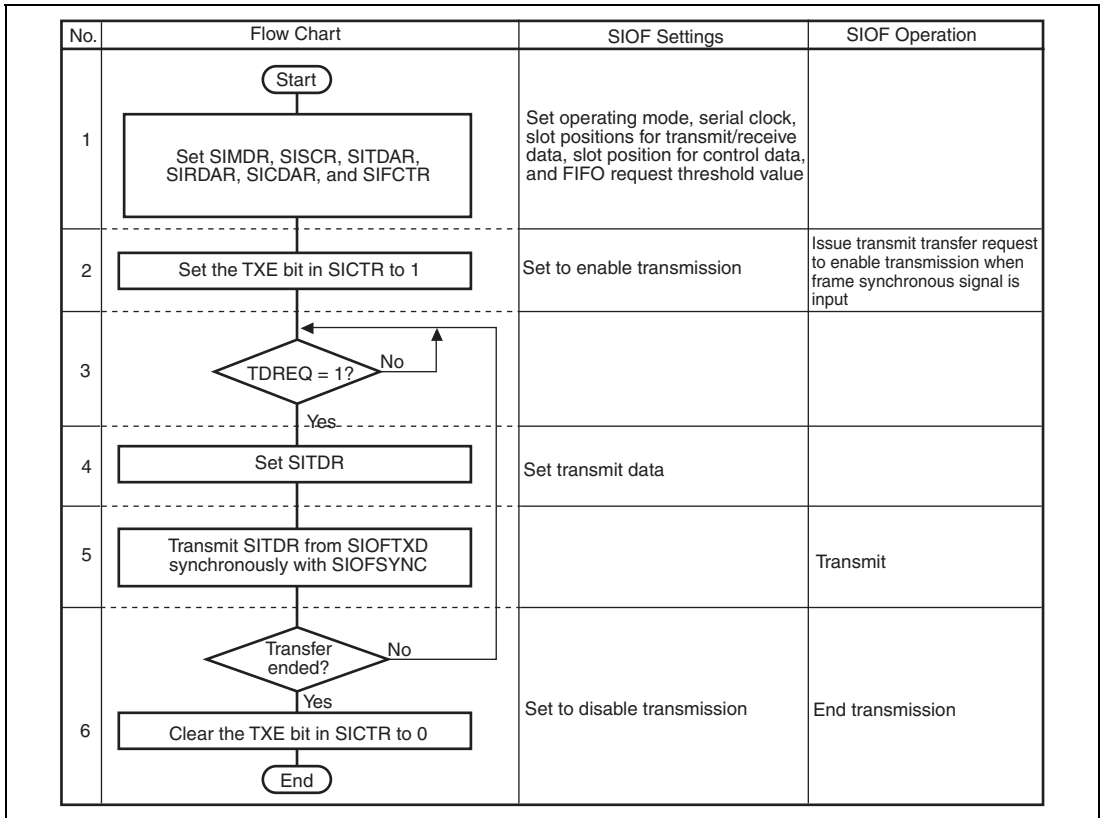 No.
Flow Chart
SIOF Settings
SIOF Operation
1
Start
Set SIMDR, SISCR, SITDAR,
SIRDAR, SICDAR, and SIFCTR
Set operating mode, serial clock,
slot positions for transmit/receive
data, slot position for control data,
and FIFO request threshold value
2
Set the TXE bit in SICTR to 1
Set to enable transmission
Issue transmit transfer request
to enable transmission when
frame synchronous signal is
input
3
TDREQ = 1?
No
Yes
4
Set SITDR
Set transmit data
5
Transmit SITDR from SIOFTXD
synchronously with SIOFSYNC
Transmit
6
Transfer
ended?
No
Yes
Clear the TXE bit in SICTR to 0
End
Set to disable transmission
End transmission